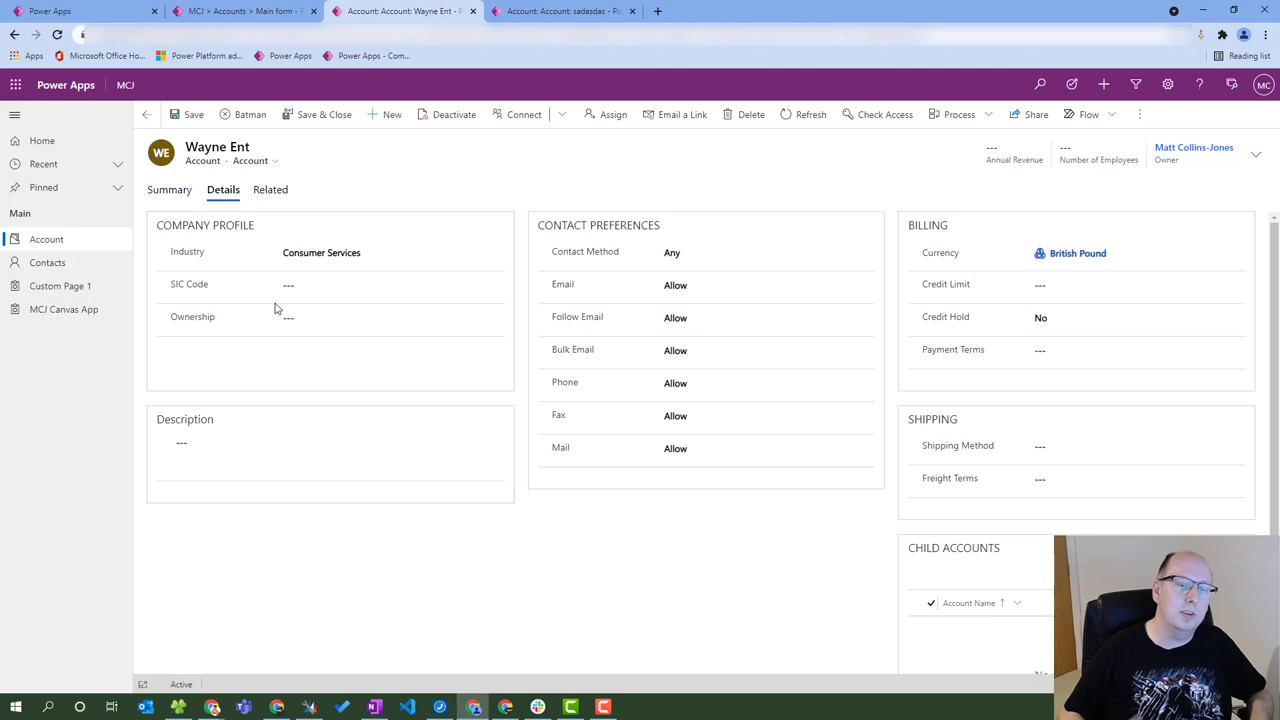 Power Apps
MCJ > Accounts > Main form - F
Account: Account: Wayne Ent - P
Account: Account: sadasdas - Po
Apps
Microsoft Office Ho...
Power Platform ad...
Power Apps
Power Apps - Com...
Reading list
Power Apps
MCJ
MC
Save
Batman
Save & Close
New
Deactivate
Connect
Assign
Email a Link
Delete
Refresh
Check Access
Process
Share
Flow
Home
Recent
Pinned
Main
Account
Contacts
Custom Page 1
MCJ Canvas App
WE
Wayne Ent
Account · Account
---
Annual Revenue
---
Number of Employees
Matt Collins-Jones
Owner
Summary
Details
Related
COMPANY PROFILE
Industry Consumer Services
SIC Code ---
Ownership ---
Description
---
CONTACT PREFERENCES
Contact Method Any
Email Allow
Follow Email Allow
Bulk Email Allow
Phone Allow
Fax Allow
Mail Allow
BILLING
Currency British Pound
Credit Limit ---
Credit Hold No
Payment Terms ---
SHIPPING
Shipping Method ---
Freight Terms ---
CHILD ACCOUNTS
Account Name ↑
Active